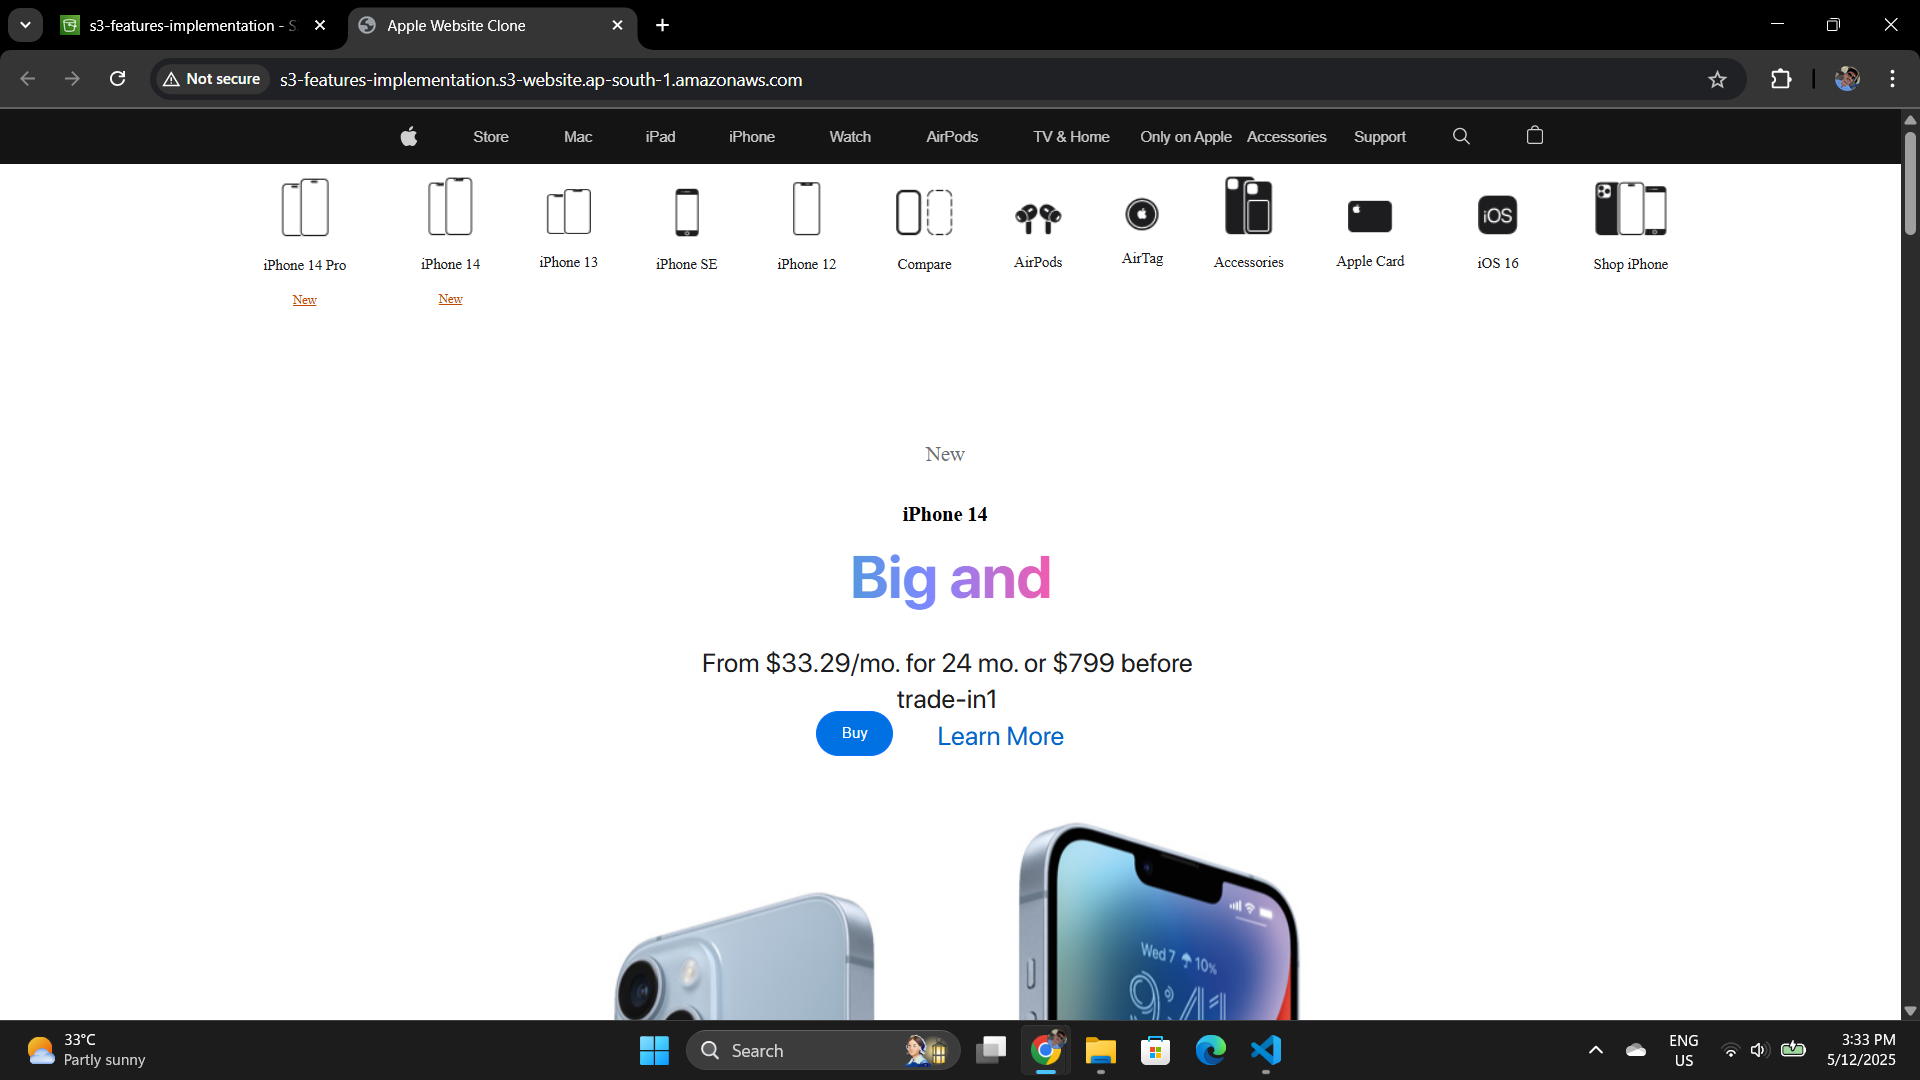 s3-features-implementation - S
Apple Website Clone
Not secure
s3-features-implementation.s3-website.ap-south-1.amazonaws.com
Store Mac iPad iPhone Watch AirPods TV & Home Only on Apple Accessories Support
iPhone 14 Pro iPhone 14 iPhone 13 iPhone SE iPhone 12 Compare AirPods AirTag Accessories Apple Card iOS 16 Shop iPhone
iOS
New New
New
iPhone 14
Big and
From $33.29/mo. for 24 mo. or $799 before
trade-in1
Buy Learn More
Wed 7 10%
9:41
33°C
Partly sunny
Search
ENG
US
3:33 PM
5/12/2025